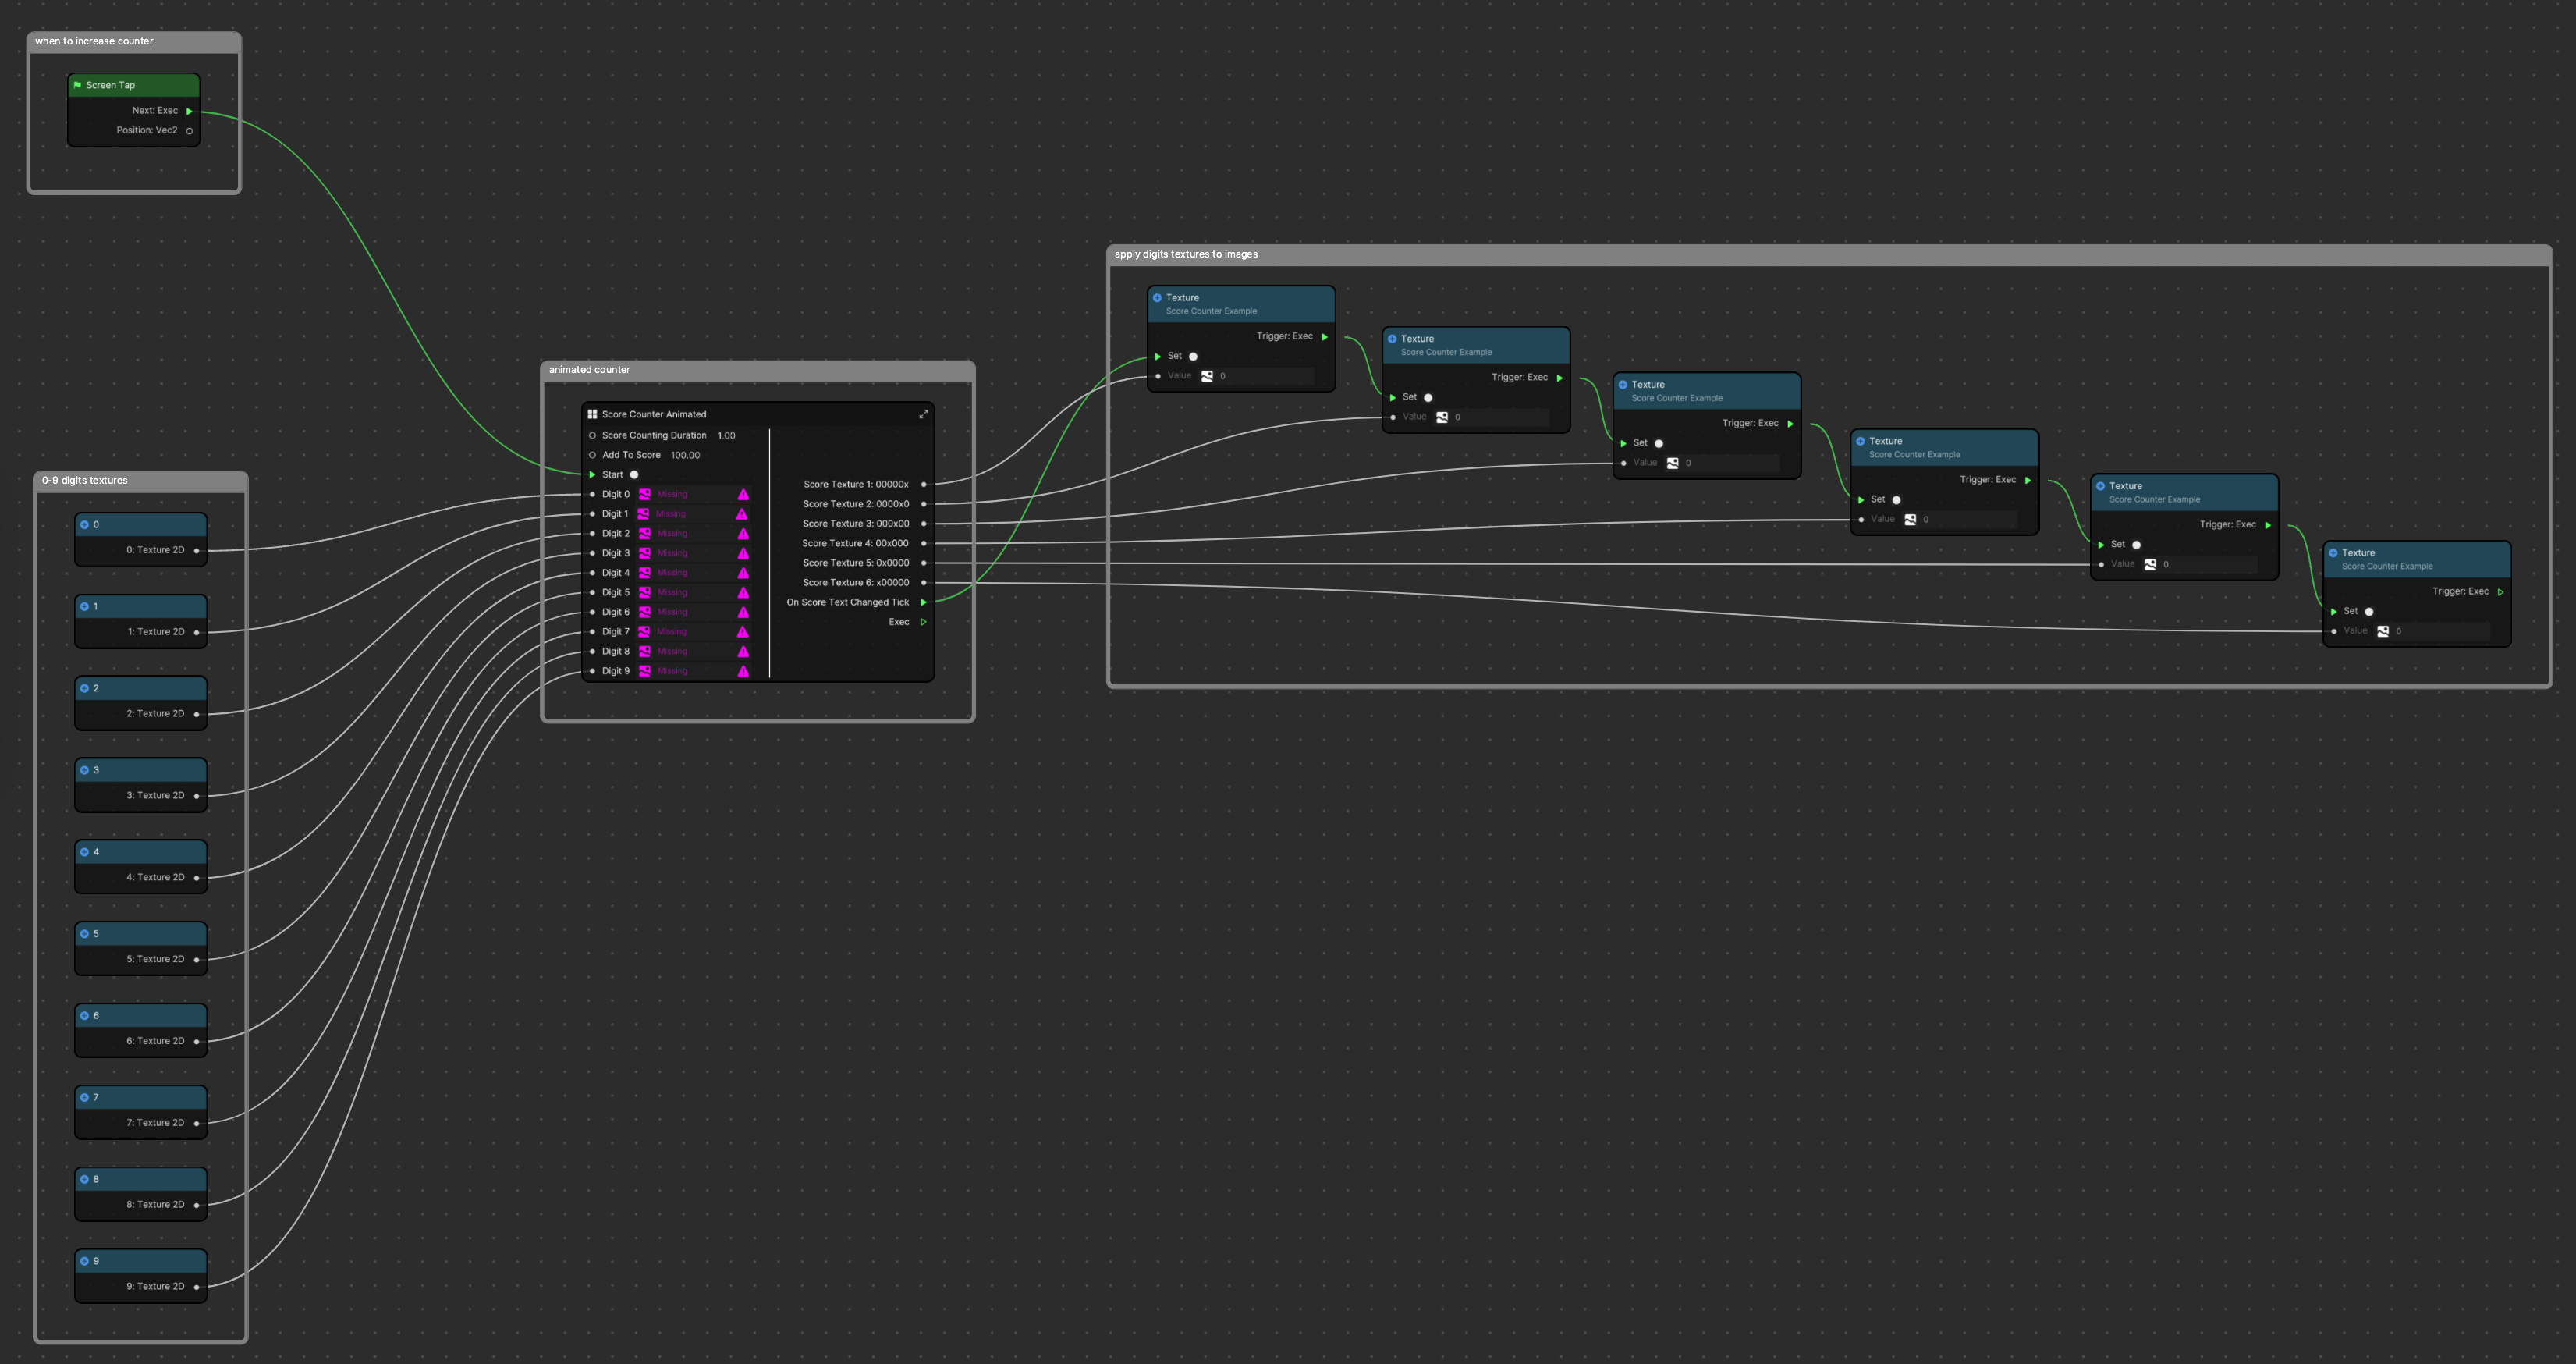 when to increase counter
Screen Tap
Next: Exec
Position: Vec2
0-9 digits textures
0
0: Texture 2D
1
1: Texture 2D
2
2: Texture 2D
3
3: Texture 2D
4
4: Texture 2D
5
5: Texture 2D
6
6: Texture 2D
7
7: Texture 2D
8
8: Texture 2D
9
9: Texture 2D
animated counter
Score Counter Animated
Score Counting Duration 1.00
Add To Score 100.00
Start
Digit 0 Missing
Digit 1 Missing
Digit 2 Missing
Digit 3 Missing
Digit 4 Missing
Digit 5 Missing
Digit 6 Missing
Digit 7 Missing
Digit 8 Missing
Digit 9 Missing
Score Texture 1: 00000x
Score Texture 2: 0000x0
Score Texture 3: 000x00
Score Texture 4: 00x000
Score Texture 5: 0x0000
Score Texture 6: x00000
On Score Text Changed Tick
Exec
apply digits textures to images
Texture
Score Counter Example
Trigger: Exec
Set
Value 0
Texture
Score Counter Example
Trigger: Exec
Set
Value 0
Texture
Score Counter Example
Trigger: Exec
Set
Value 0
Texture
Score Counter Example
Trigger: Exec
Set
Value 0
Texture
Score Counter Example
Trigger: Exec
Set
Value 0
Texture
Score Counter Example
Trigger: Exec
Set
Value 0